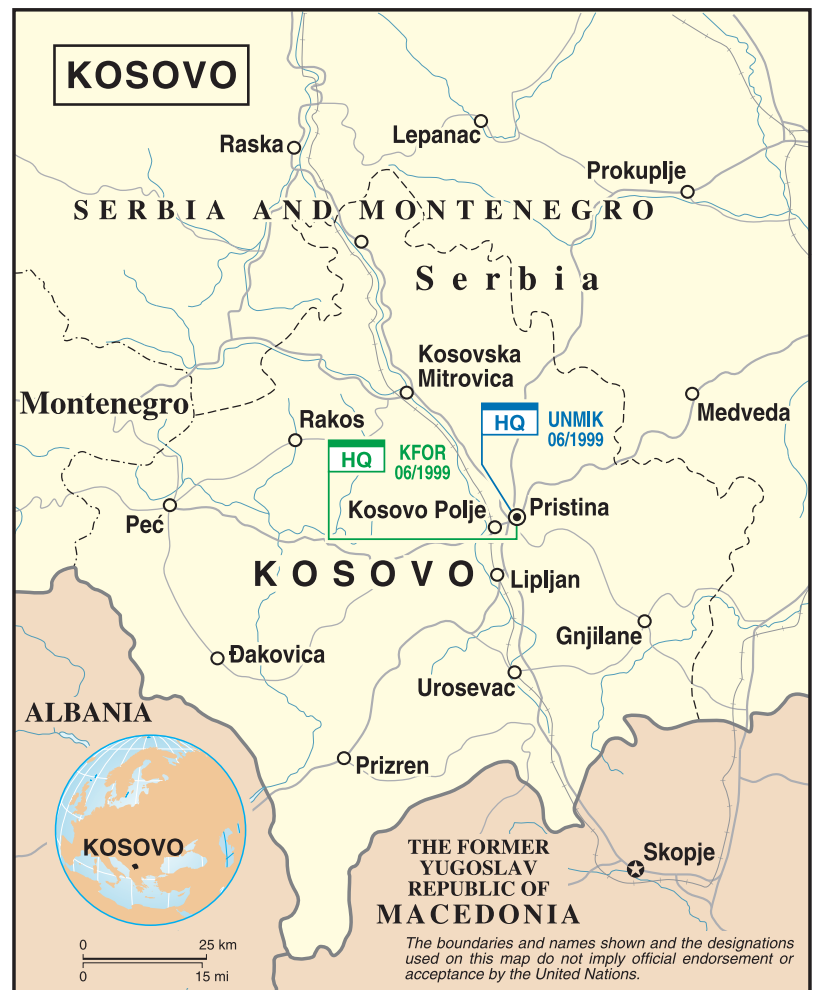 KOSOVO
Raska
Lepanac
Prokuplje
SERBIA AND MONTENEGRO
Serbia
Kosovska
Mitrovica
Montenegro
Rakos
HQ
UNMIK
06/1999
Medveda
HQ
KFOR
06/1999
Peć
Kosovo Polje
Pristina
KOSOVO
Lipljan
Gnjilane
Đakovica
Urosevac
ALBANIA
Prizren
KOSOVO
THE FORMER
YUGOSLAV
REPUBLIC OF
MACEDONIA
Skopje
0 25 km
0 15 mi
The boundaries and names shown and the designations
used on this map do not imply official endorsement or
acceptance by the United Nations.